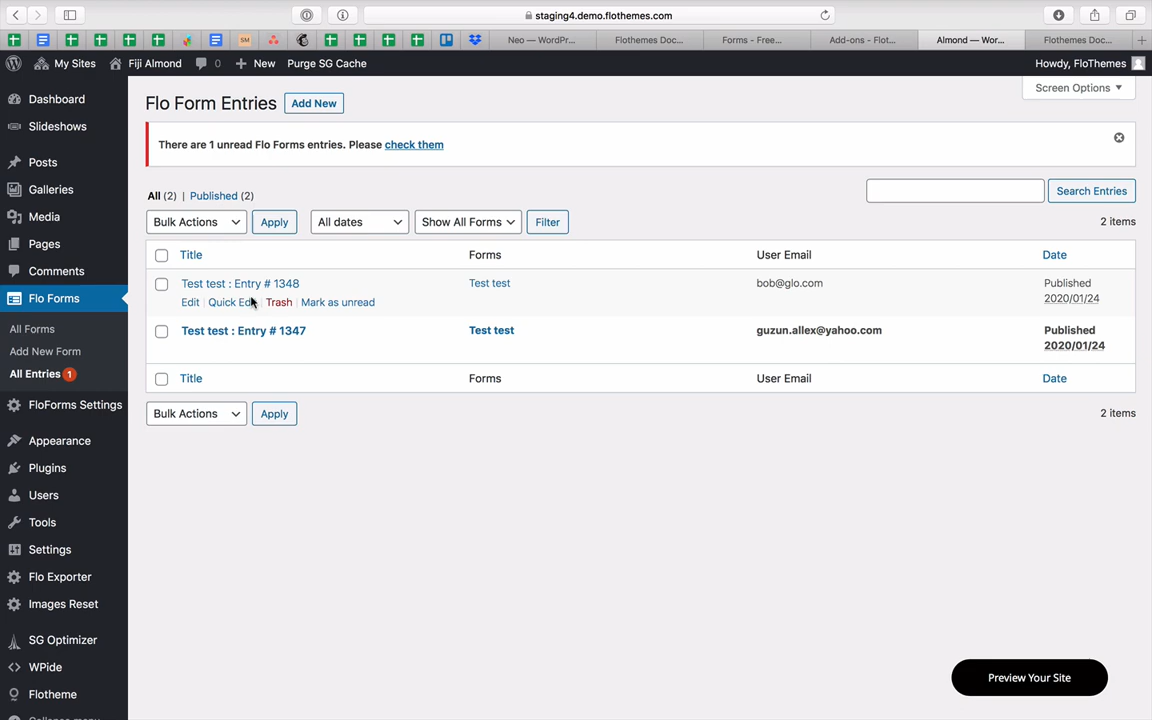 staging4.demo.flothemes.com
Neo — WordPr...
Flothemes Doc...
Forms - Free...
Add-ons - Flot...
Almond — Wor...
Flothemes Doc...
My Sites
Fiji Almond
0
New
Purge SG Cache
Howdy, FloThemes
Dashboard
Slideshows
Posts
Galleries
Media
Pages
Comments
Flo Forms
All Forms
Add New Form
All Entries 1
FloForms Settings
Appearance
Plugins
Users
Tools
Settings
Flo Exporter
Images Reset
SG Optimizer
WPide
Flotheme
Collapse menu
Screen Options
Flo Form Entries
Add New
There are 1 unread Flo Forms entries. Please check them
All (2) | Published (2)
Search Entries
Bulk Actions
Apply
All dates
Show All Forms
Filter
2 items
Title Forms User Email Date
Test test : Entry # 1348 Test test bob@glo.com Published
2020/01/24
Edit | Quick Ed Trash | Mark as unread
Test test : Entry # 1347 Test test guzun.allex@yahoo.com Published
2020/01/24
Title Forms User Email Date
Bulk Actions
Apply
2 items
Preview Your Site